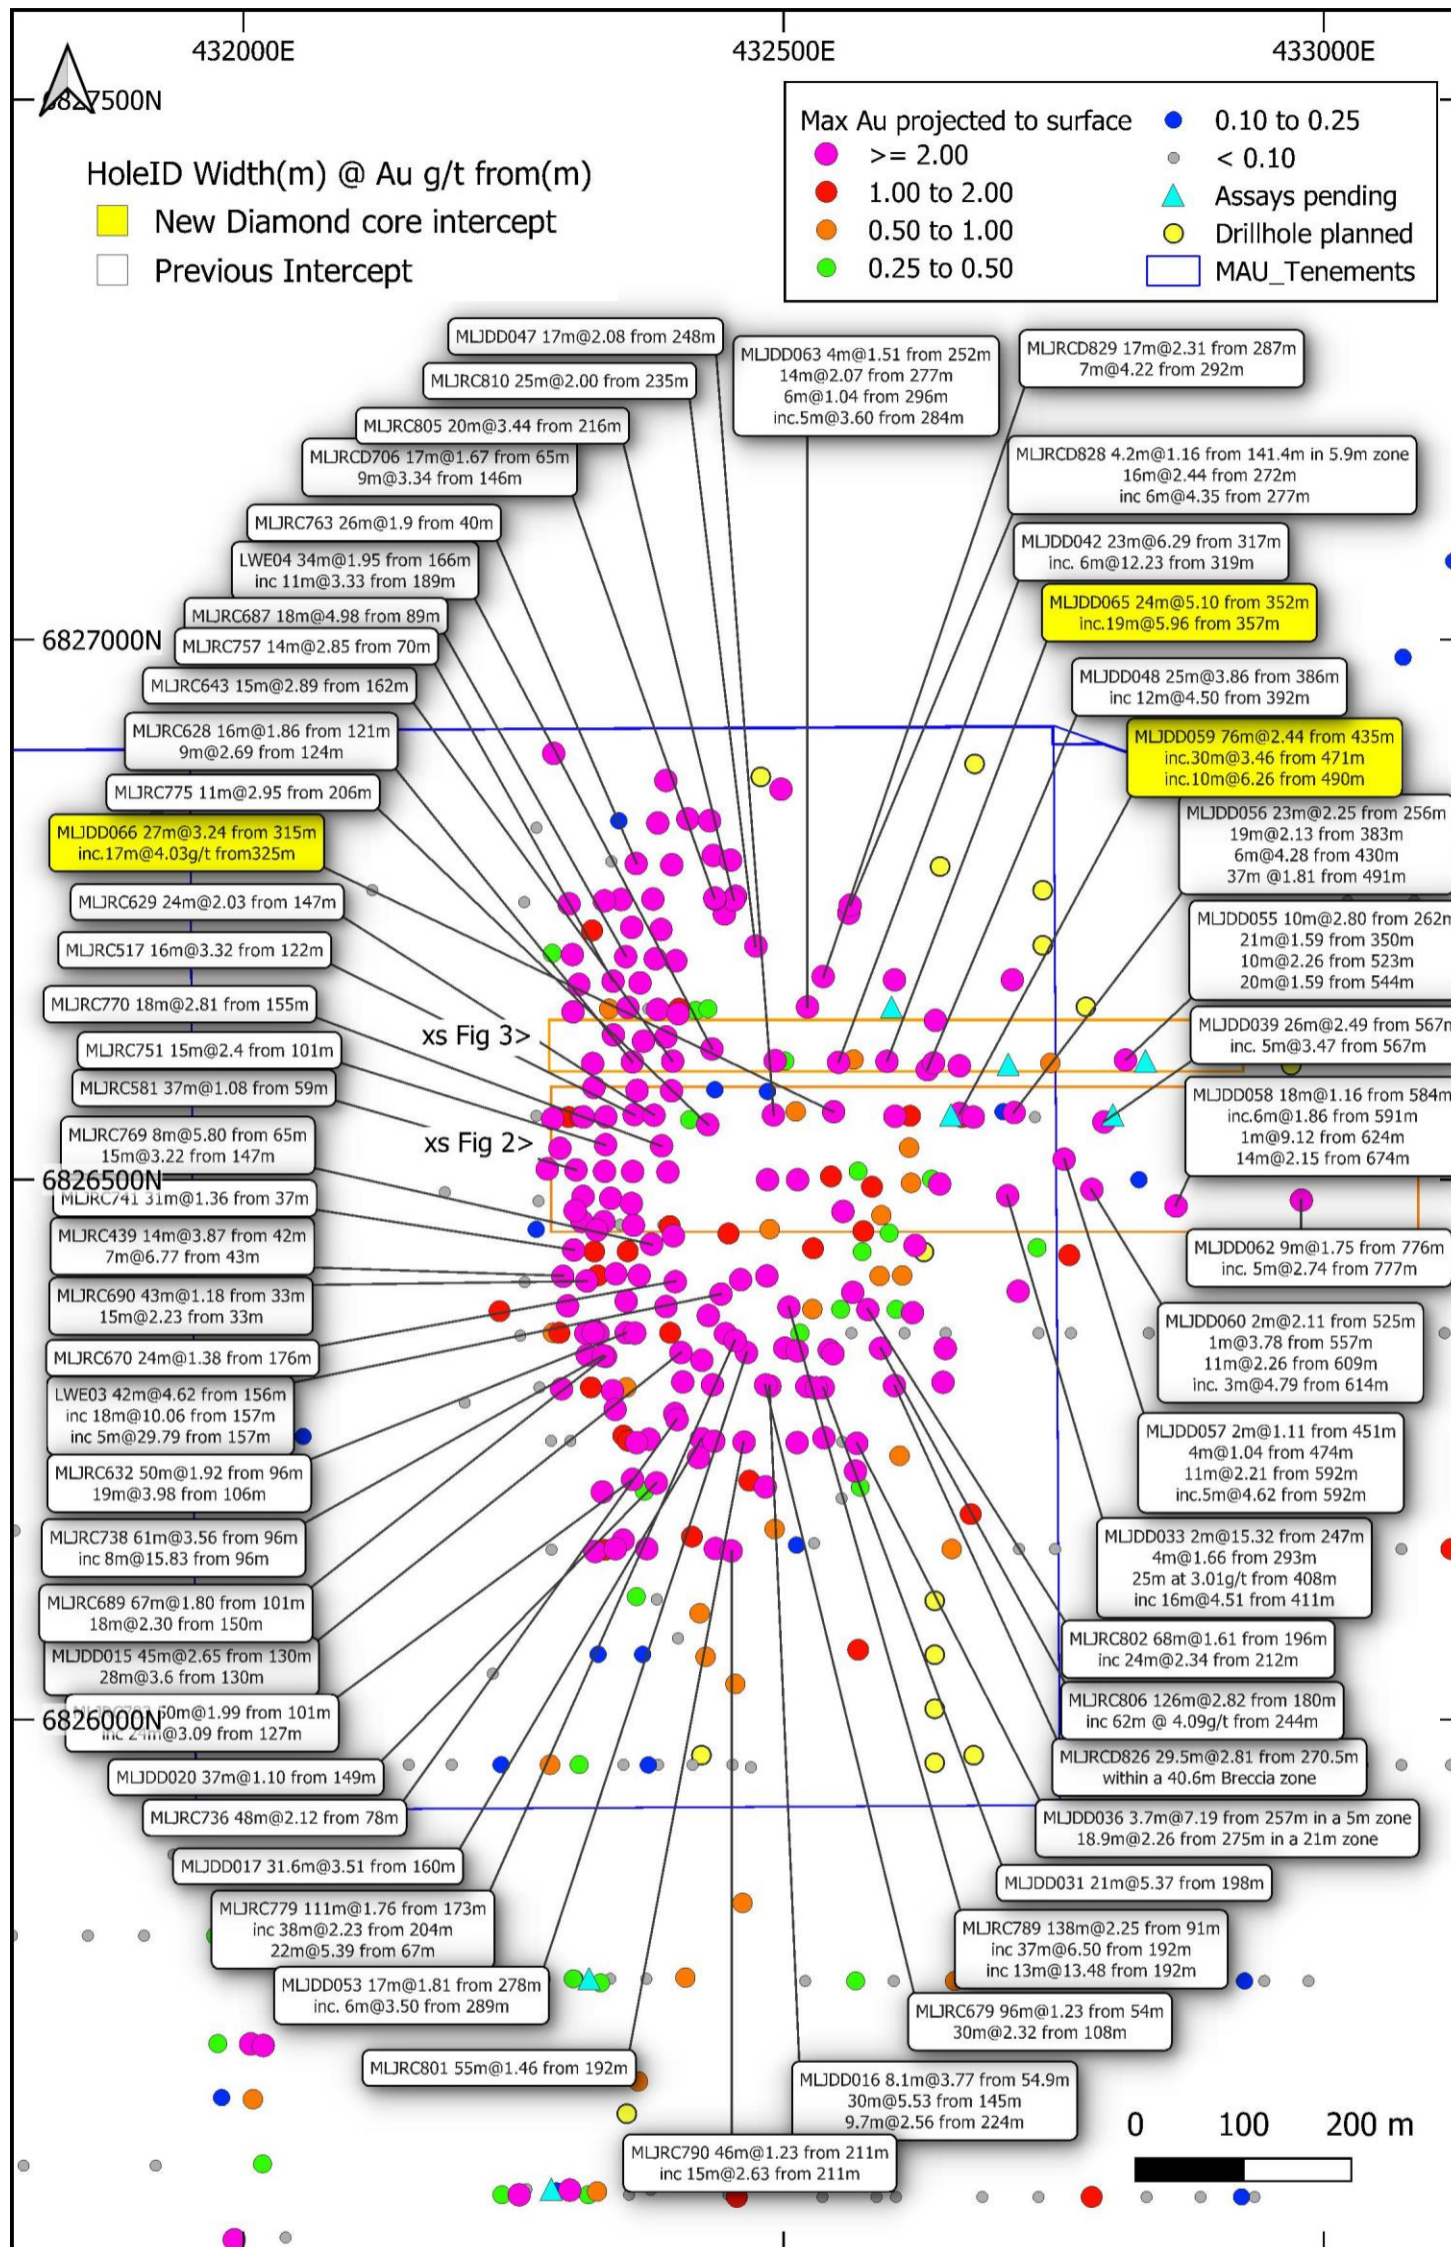 432000E
432500E
433000E
6827500N
Max Au projected to surface
>= 2.00
1.00 to 2.00
0.50 to 1.00
0.25 to 0.50
0.10 to 0.25
< 0.10
Assays pending
Drillhole planned
MAU_Tenements
HoleID Width(m) @ Au g/t from(m)
New Diamond core intercept
Previous Intercept
MLJDD047 17m@2.08 from 248m
MLJRC810 25m@2.00 from 235m
MLJRC805 20m@3.44 from 216m
MLJRCD706 17m@1.67 from 65m
9m@3.34 from 146m
MLJRC763 26m@1.9 from 40m
LWE04 34m@1.95 from 166m
inc 11m@3.33 from 189m
MLJRC687 18m@4.98 from 89m
6827000N
MLJRC757 14m@2.85 from 70m
MLJRC643 15m@2.89 from 162m
MLJRC628 16m@1.86 from 121m
9m@2.69 from 124m
MLJRC775 11m@2.95 from 206m
MLJDD066 27m@3.24 from 315m
inc.17m@4.03g/t from325m
MLJRC629 24m@2.03 from 147m
MLJRC517 16m@3.32 from 122m
MLJRC770 18m@2.81 from 155m
MLJRC751 15m@2.4 from 101m
MLJRC581 37m@1.08 from 59m
MLJRC769 8m@5.80 from 65m
15m@3.22 from 147m
6826500N
MLJRC741 31m@1.36 from 37m
MLJRC439 14m@3.87 from 42m
7m@6.77 from 43m
MLJRC690 43m@1.18 from 33m
15m@2.23 from 33m
MLJRC670 24m@1.38 from 176m
LWE03 42m@4.62 from 156m
inc 18m@10.06 from 157m
inc 5m@29.79 from 157m
MLJRC632 50m@1.92 from 96m
19m@3.98 from 106m
MLJRC738 61m@3.56 from 96m
inc 8m@15.83 from 96m
MLJRC689 67m@1.80 from 101m
18m@2.30 from 150m
MLJDD015 45m@2.65 from 130m
28m@3.6 from 130m
50m@1.99 from 101m
6826000N
inc 24m@3.09 from 127m
MLJDD020 37m@1.10 from 149m
MLJRC736 48m@2.12 from 78m
MLJDD017 31.6m@3.51 from 160m
MLJRC779 111m@1.76 from 173m
inc 38m@2.23 from 204m
22m@5.39 from 67m
MLJDD053 17m@1.81 from 278m
inc. 6m@3.50 from 289m
MLJRC801 55m@1.46 from 192m
xs Fig 3>
xs Fig 2>
MLJDD063 4m@1.51 from 252m
14m@2.07 from 277m
6m@1.04 from 296m
inc.5m@3.60 from 284m
MLJRCD829 17m@2.31 from 287m
7m@4.22 from 292m
MLJRCD828 4.2m@1.16 from 141.4m in 5.9m zone
16m@2.44 from 272m
inc 6m@4.35 from 277m
MLJDD042 23m@6.29 from 317m
inc. 6m@12.23 from 319m
MLJDD065 24m@5.10 from 352m
inc.19m@5.96 from 357m
MLJDD048 25m@3.86 from 386m
inc 12m@4.50 from 392m
MLJDD059 76m@2.44 from 435m
inc.30m@3.46 from 471m
inc.10m@6.26 from 490m
MLJDD056 23m@2.25 from 256m
19m@2.13 from 383m
6m@4.28 from 430m
37m @1.81 from 491m
MLJDD055 10m@2.80 from 262m
21m@1.59 from 350m
10m@2.26 from 523m
20m@1.59 from 544m
MLJDD039 26m@2.49 from 567m
inc. 5m@3.47 from 567m
MLJDD058 18m@1.16 from 584m
inc.6m@1.86 from 591m
1m@9.12 from 624m
14m@2.15 from 674m
MLJDD062 9m@1.75 from 776m
inc. 5m@2.74 from 777m
MLJDD060 2m@2.11 from 525m
1m@3.78 from 557m
11m@2.26 from 609m
inc. 3m@4.79 from 614m
MLJDD057 2m@1.11 from 451m
4m@1.04 from 474m
11m@2.21 from 592m
inc.5m@4.62 from 592m
MLJDD033 2m@15.32 from 247m
4m@1.66 from 293m
25m at 3.01g/t from 408m
inc 16m@4.51 from 411m
MLJRC802 68m@1.61 from 196m
inc 24m@2.34 from 212m
MLJRC806 126m@2.82 from 180m
inc 62m @ 4.09g/t from 244m
MLJRCD826 29.5m@2.81 from 270.5m
within a 40.6m Breccia zone
MLJDD036 3.7m@7.19 from 257m in a 5m zone
18.9m@2.26 from 275m in a 21m zone
MLJDD031 21m@5.37 from 198m
MLJRC789 138m@2.25 from 91m
inc 37m@6.50 from 192m
inc 13m@13.48 from 192m
MLJRC679 96m@1.23 from 54m
30m@2.32 from 108m
MLJDD016 8.1m@3.77 from 54.9m
30m@5.53 from 145m
9.7m@2.56 from 224m
MLJRC790 46m@1.23 from 211m
inc 15m@2.63 from 211m
0 100 200 m